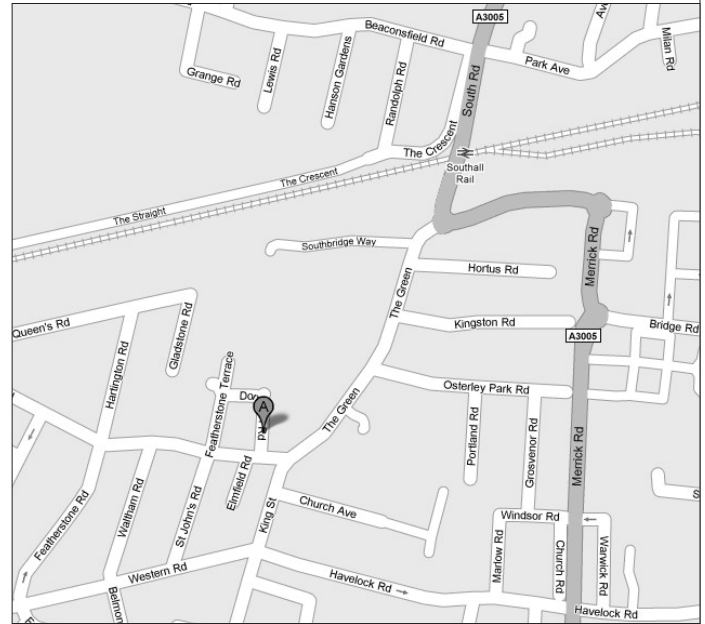 A3005
Beaconsfield Rd
Park Ave
Milan Rd
Grange Rd
Lewis Rd
Hanson Gardens
Randolph Rd
South Rd
The Crescent
Southall
Rail
The Crescent
The Straight
Southbridge Way
Merrick Rd
Hortus Rd
The Green
Queen's Rd
Gladstone Rd
Kingston Rd
A3005
Bridge Rd
Hartington Rd
Featherstone Terrace
Osterley Park Rd
A
The Green
Portland Rd
Grosvenor Rd
Merrick Rd
Featherstone Rd
Waltham Rd
St John's Rd
Elmfield Rd
King St
Church Ave
Windsor Rd
Marlow Rd
Church Rd
Warwick Rd
Western Rd
Havelock Rd
Havelock Rd